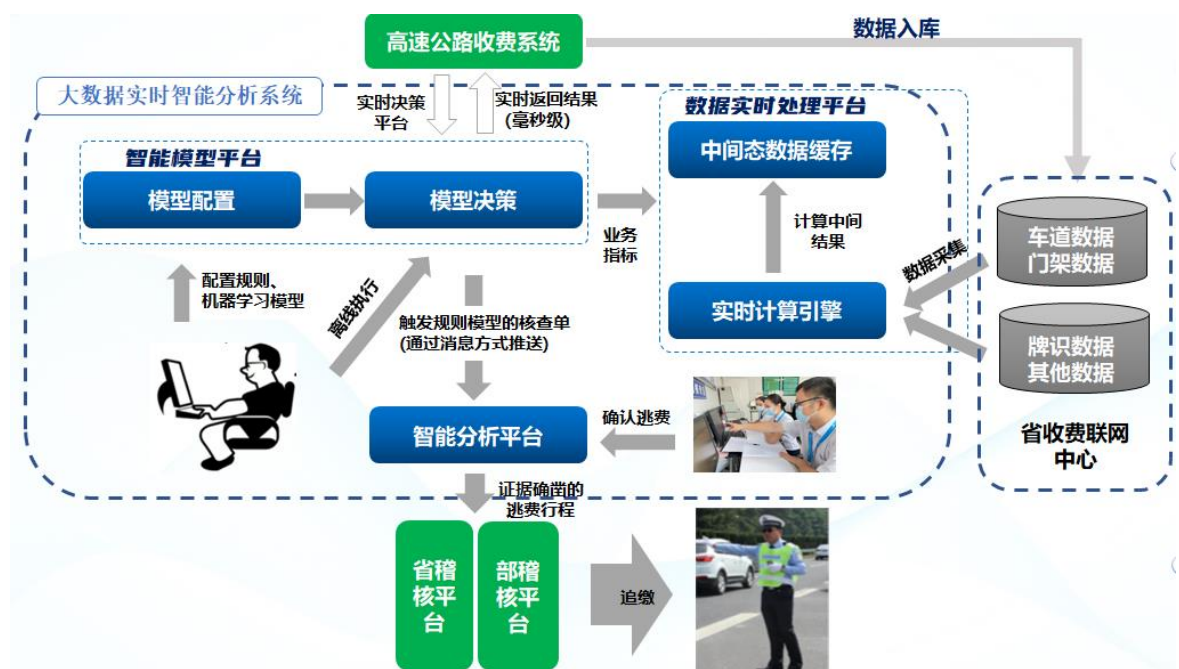 高速公路收费系统
数据入库
大数据实时智能分析系统
实时决策
平台
实时返回结果
(毫秒级)
数据实时处理平台
智能模型平台
中间态数据缓存
模型配置
模型决策
业务
指标
计算中间
结果
数据采集
车道数据
门架数据
配置规则、
机器学习模型
离线执行
触发规则模型的核查单
(通过消息方式推送)
实时计算引擎
牌识数据
其他数据
智能分析平台
确认逃费
省收费联网
中心
证据确凿的
逃费行程
省稽
核平
台
部稽
核平
台
追缴